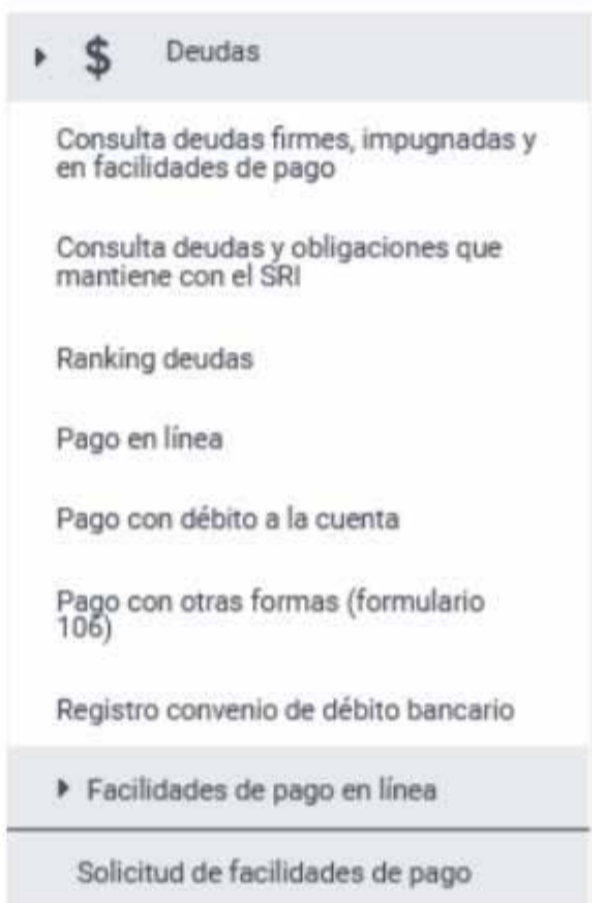 $ Deudas
Consulta deudas firmes, impugnadas y
en facilidades de pago
Consulta deudas y obligaciones que
mantiene con el SRI
Ranking deudas
Pago en línea
Pago con débito a la cuenta
Pago con otras formas (formulario
106)
Registro convenio de débito bancario
Facilidades de pago en línea
Solicitud de facilidades de pago